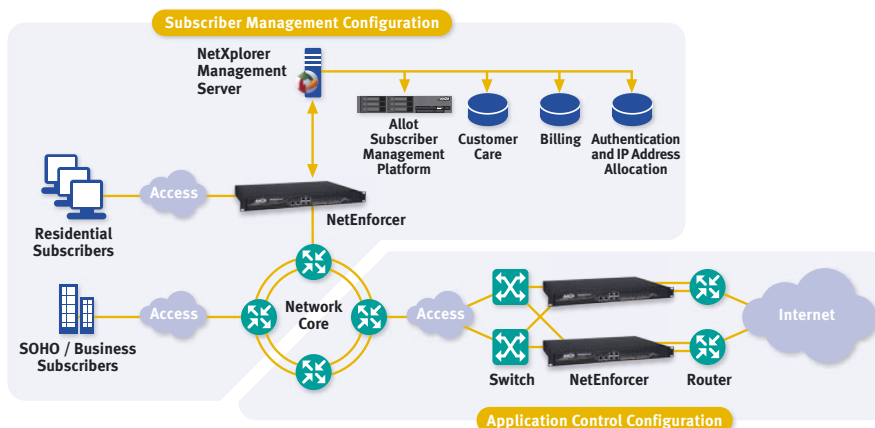 Subscriber Management Configuration
NetXplorer
Management
Server
Allot
Subscriber
Management
Platform
Customer
Care
Billing
Authentication
and IP Address
Allocation
Residential
Subscribers
Access
NetEnforcer
SOHO / Business
Subscribers
Access
Network
Core
Access
Switch
NetEnforcer
Router
Internet
Application Control Configuration